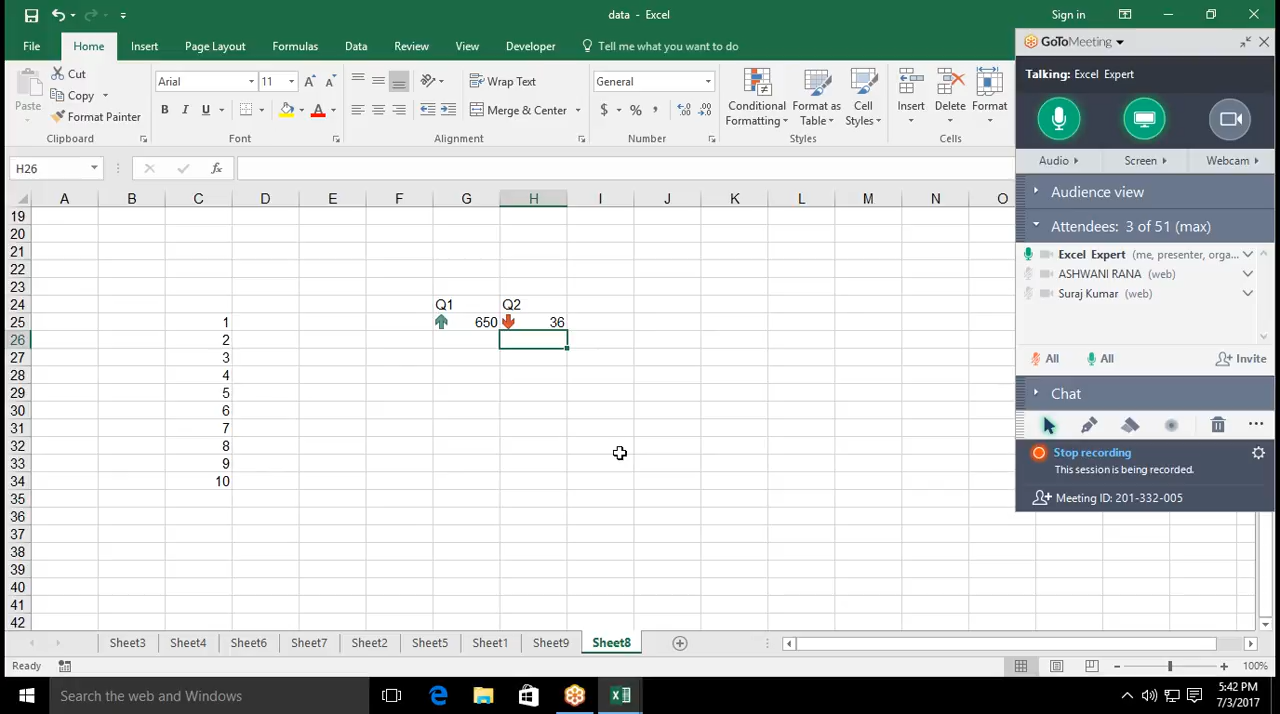 data - Excel
Sign in
File Home Insert Page Layout Formulas Data Review View Developer Tell me what you want to do
Paste
Cut
Copy
Format Painter
Clipboard
Arial 11
B I U A
Font
Wrap Text
Merge & Center
Alignment
General
$ % ,
Number
Conditional Formatting
Format as Table
Cell Styles
Styles
Insert
Delete
Format
Cells
H26 fx
A B C D E F G H I J K L M N O
19
20
21
22
23
24 Q1 Q2
25 1 650 36
26 2
27 3
28 4
29 5
30 6
31 7
32 8
33 9
34 10
35
36
37
38
39
40
41
42
Sheet3 Sheet4 Sheet6 Sheet7 Sheet2 Sheet5 Sheet1 Sheet9 Sheet8
Ready
100%
GoToMeeting
Talking: Excel Expert
Audio Screen Webcam
Audience view
Attendees: 3 of 51 (max)
Excel Expert (me, presenter, orga...
ASHWANI RANA (web)
Suraj Kumar (web)
All All Invite
Chat
Stop recording
This session is being recorded.
Meeting ID: 201-332-005
Search the web and Windows
5:42 PM
7/3/2017